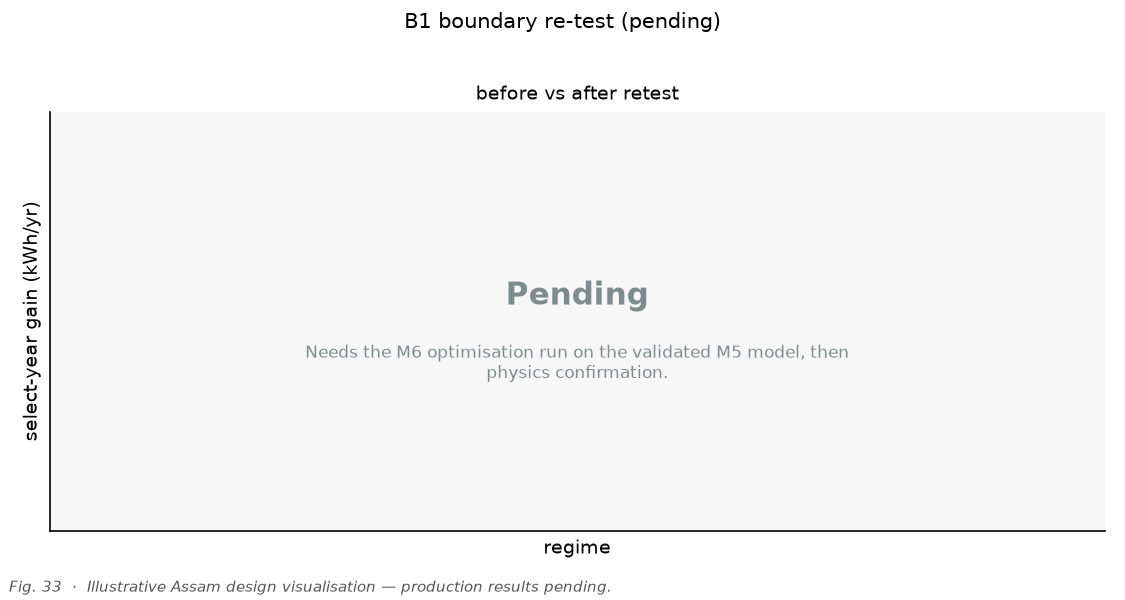 B1 boundary re-test (pending)
before vs after retest
select-year gain (kWh/yr)
Pending
Needs the M6 optimisation run on the validated M5 model, then
physics confirmation.
regime
Fig. 33 · Illustrative Assam design visualisation — production results pending.